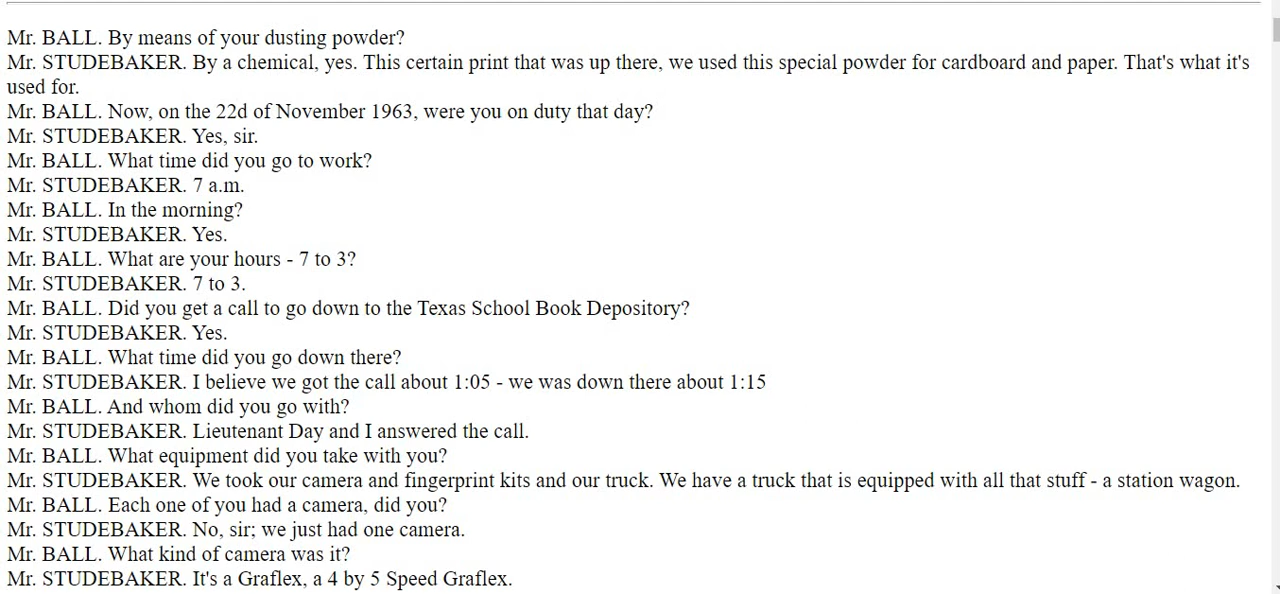 Mr. BALL. By means of your dusting powder?
Mr. STUDEBAKER. By a chemical, yes. This certain print that was up there, we used this special powder for cardboard and paper. That's what it's
used for.
Mr. BALL. Now, on the 22d of November 1963, were you on duty that day?
Mr. STUDEBAKER. Yes, sir.
Mr. BALL. What time did you go to work?
Mr. STUDEBAKER. 7 a.m.
Mr. BALL. In the morning?
Mr. STUDEBAKER. Yes.
Mr. BALL. What are your hours - 7 to 3?
Mr. STUDEBAKER. 7 to 3.
Mr. BALL. Did you get a call to go down to the Texas School Book Depository?
Mr. STUDEBAKER. Yes.
Mr. BALL. What time did you go down there?
Mr. STUDEBAKER. I believe we got the call about 1:05 - we was down there about 1:15
Mr. BALL. And whom did you go with?
Mr. STUDEBAKER. Lieutenant Day and I answered the call.
Mr. BALL. What equipment did you take with you?
Mr. STUDEBAKER. We took our camera and fingerprint kits and our truck. We have a truck that is equipped with all that stuff - a station wagon.
Mr. BALL. Each one of you had a camera, did you?
Mr. STUDEBAKER. No, sir; we just had one camera.
Mr. BALL. What kind of camera was it?
Mr. STUDEBAKER. It's a Graflex, a 4 by 5 Speed Graflex.